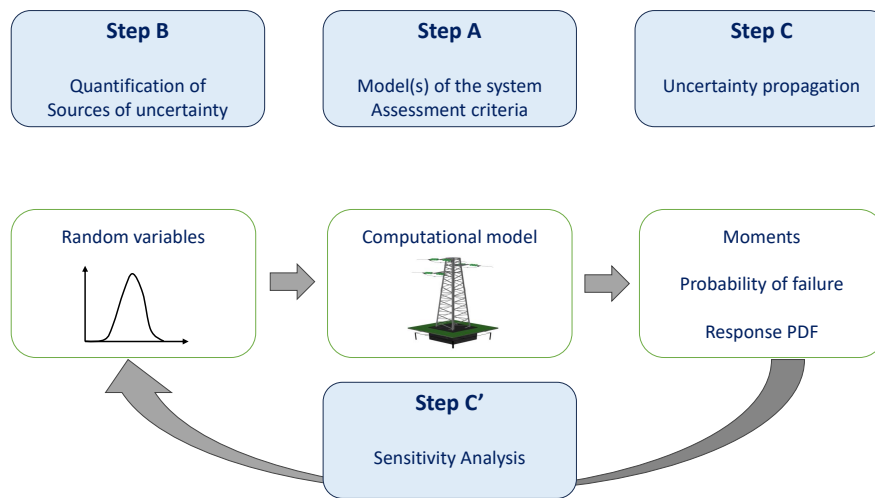 Step B
Quantification of
Sources of uncertainty
Step A
Model(s) of the system
Assessment criteria
Step C
Uncertainty propagation
Random variables
Computational model
Moments
Probability of failure
Response PDF
Step C’
Sensitivity Analysis